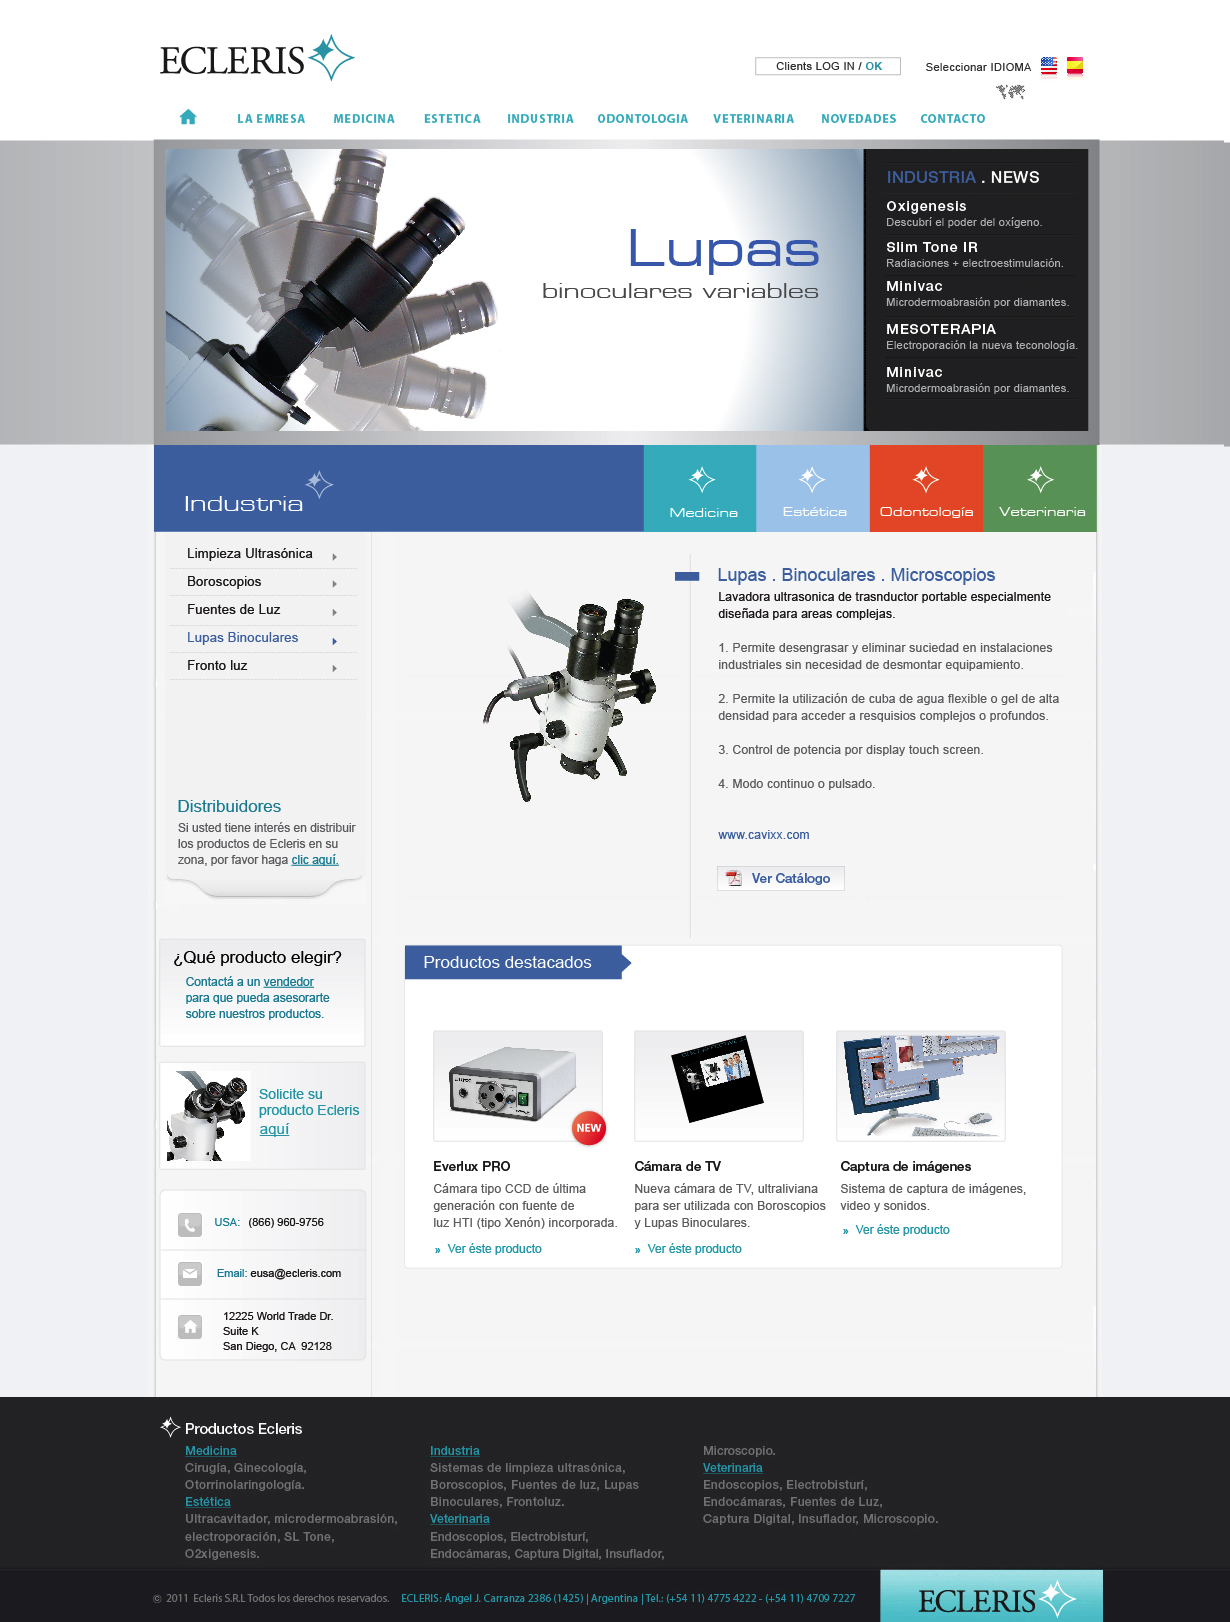 ECLERIS
Clients LOG IN / OK
Seleccionar IDIOMA
LA EMRESA MEDICINA ESTETICA INDUSTRIA ODONTOLOGIA VETERINARIA NOVEDADES CONTACTO
Lupas
binoculares variables
INDUSTRIA . NEWS
Oxigenesis
Descubrí el poder del oxígeno.
Slim Tone IR
Radiaciones + electroestimulación.
Minivac
Microdermoabrasión por diamantes.
MESOTERAPIA
Electroporación la nueva teconología.
Minivac
Microdermoabrasión por diamantes.
Industria
Medicina
Estética
Odontología
Veterinaria
Limpieza Ultrasónica
Boroscopios
Fuentes de Luz
Lupas Binoculares
Fronto luz
Distribuidores
Si usted tiene interés en distribuir
los productos de Ecleris en su
zona, por favor haga clic aquí.
¿Qué producto elegir?
Contactá a un vendedor
para que pueda asesorarte
sobre nuestros productos.
Solicite su
producto Ecleris
aquí
USA: (866) 960-9756
Email: eusa@ecleris.com
12225 World Trade Dr.
Suite K
San Diego, CA 92128
Lupas . Binoculares . Microscopios
Lavadora ultrasonica de trasnductor portable especialmente
diseñada para areas complejas.
1. Permite desengrasar y eliminar suciedad en instalaciones
industriales sin necesidad de desmontar equipamiento.
2. Permite la utilización de cuba de agua flexible o gel de alta
densidad para acceder a resquisios complejos o profundos.
3. Control de potencia por display touch screen.
4. Modo continuo o pulsado.
www.cavixx.com
Ver Catálogo
Productos destacados
NEW
Everlux PRO
Cámara tipo CCD de última
generación con fuente de
luz HTI (tipo Xenón) incorporada.
» Ver éste producto
Cámara de TV
Nueva cámara de TV, ultraliviana
para ser utilizada con Boroscopios
y Lupas Binoculares.
» Ver éste producto
Captura de imágenes
Sistema de captura de imágenes,
video y sonidos.
» Ver éste producto
Productos Ecleris
Medicina
Cirugía, Ginecología,
Otorrinolaringología.
Estética
Ultracavitador, microdermoabrasión,
electroporación, SL Tone,
O2xigenesis.
Industria
Sistemas de limpieza ultrasónica,
Boroscopios, Fuentes de luz, Lupas
Binoculares, Frontoluz.
Veterinaria
Endoscopios, Electrobisturí,
Endocámaras, Captura Digital, Insuflador,
Microscopio.
Veterinaria
Endoscopios, Electrobisturí,
Endocámaras, Fuentes de Luz,
Captura Digital, Insuflador, Microscopio.
© 2011 Ecleris S.R.L Todos los derechos reservados. ECLERIS: Ángel J. Carranza 2386 (1425) | Argentina | Tel.: (+54 11) 4775 4222 - (+54 11) 4709 7227
ECLERIS